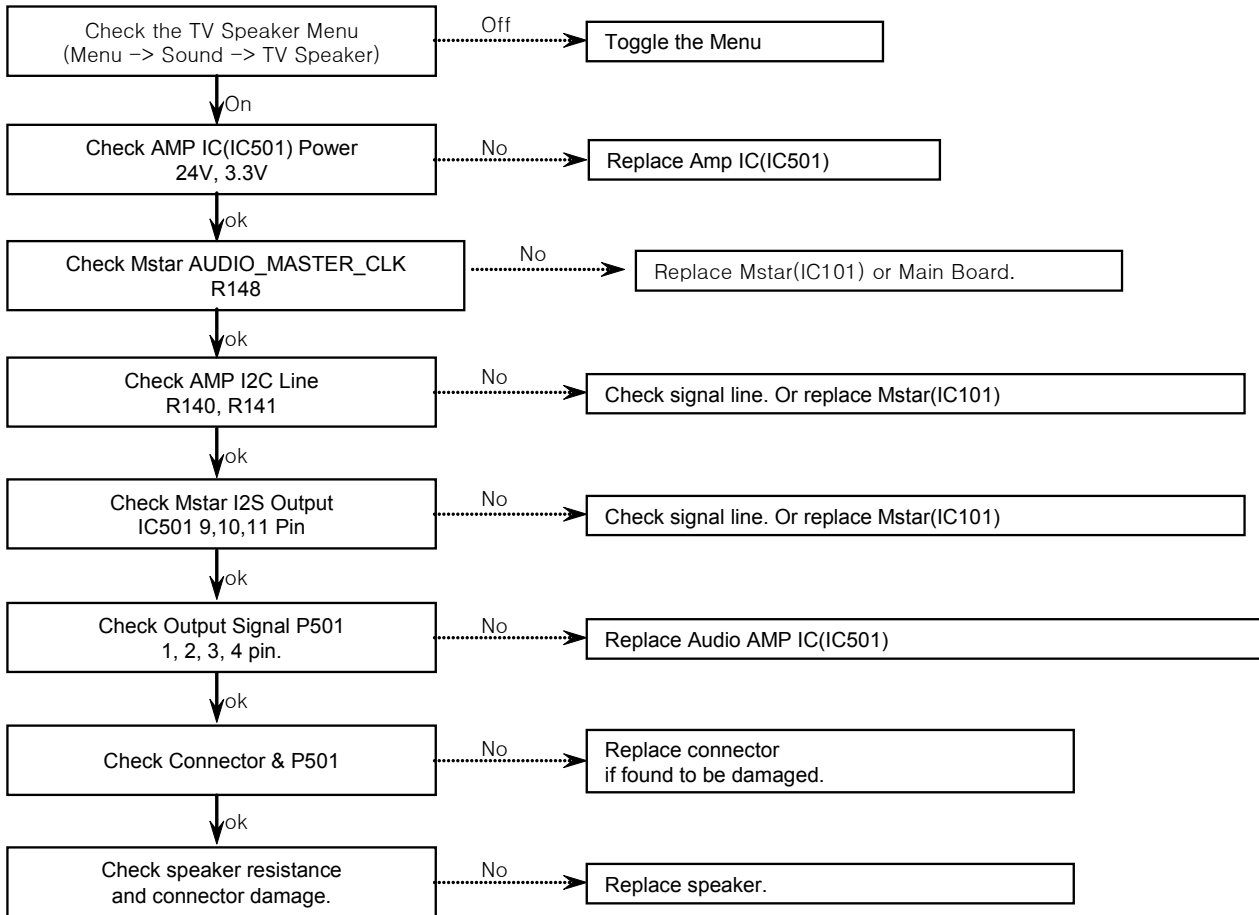 Check the TV Speaker Menu
(Menu -> Sound -> TV Speaker)
Off
Toggle the Menu
On
Check AMP IC(IC501) Power
24V, 3.3V
No
Replace Amp IC(IC501)
ok
Check Mstar AUDIO_MASTER_CLK
R148
No
Replace Mstar(IC101) or Main Board.
ok
Check AMP I2C Line
R140, R141
No
Check signal line. Or replace Mstar(IC101)
ok
Check Mstar I2S Output
IC501 9,10,11 Pin
No
Check signal line. Or replace Mstar(IC101)
ok
Check Output Signal P501
1, 2, 3, 4 pin.
No
Replace Audio AMP IC(IC501)
ok
Check Connector & P501
No
Replace connector
if found to be damaged.
ok
Check speaker resistance
and connector damage.
No
Replace speaker.